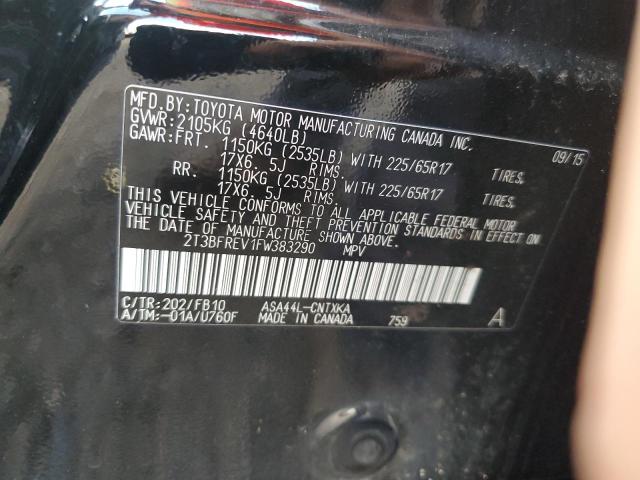 MFD.BY:TOYOTA MOTOR MANUFACTURING CANADA INC.
GVWR:2105KG (4640LB) 09/15
GAWR:FRT. 1150KG (2535LB) WITH 225/65R17 TIRES,
17X6. 5J RIMS.
RR. 1150KG (2535LB) WITH 225/65R17 TIRES,
17X6. 5J RIMS.
THIS VEHICLE CONFORMS TO ALL APPLICABLE FEDERAL MOTOR
VEHICLE SAFETY AND THEFT PREVENTION STANDARDS IN EFFECT ON
THE DATE OF MANUFACTURE SHOWN ABOVE.
2T3BFREV1FW383290 MPV
C/TR:202/FB10 ASA44L-CNTXKA A
A/TM:-01A/U760F MADE IN CANADA 759